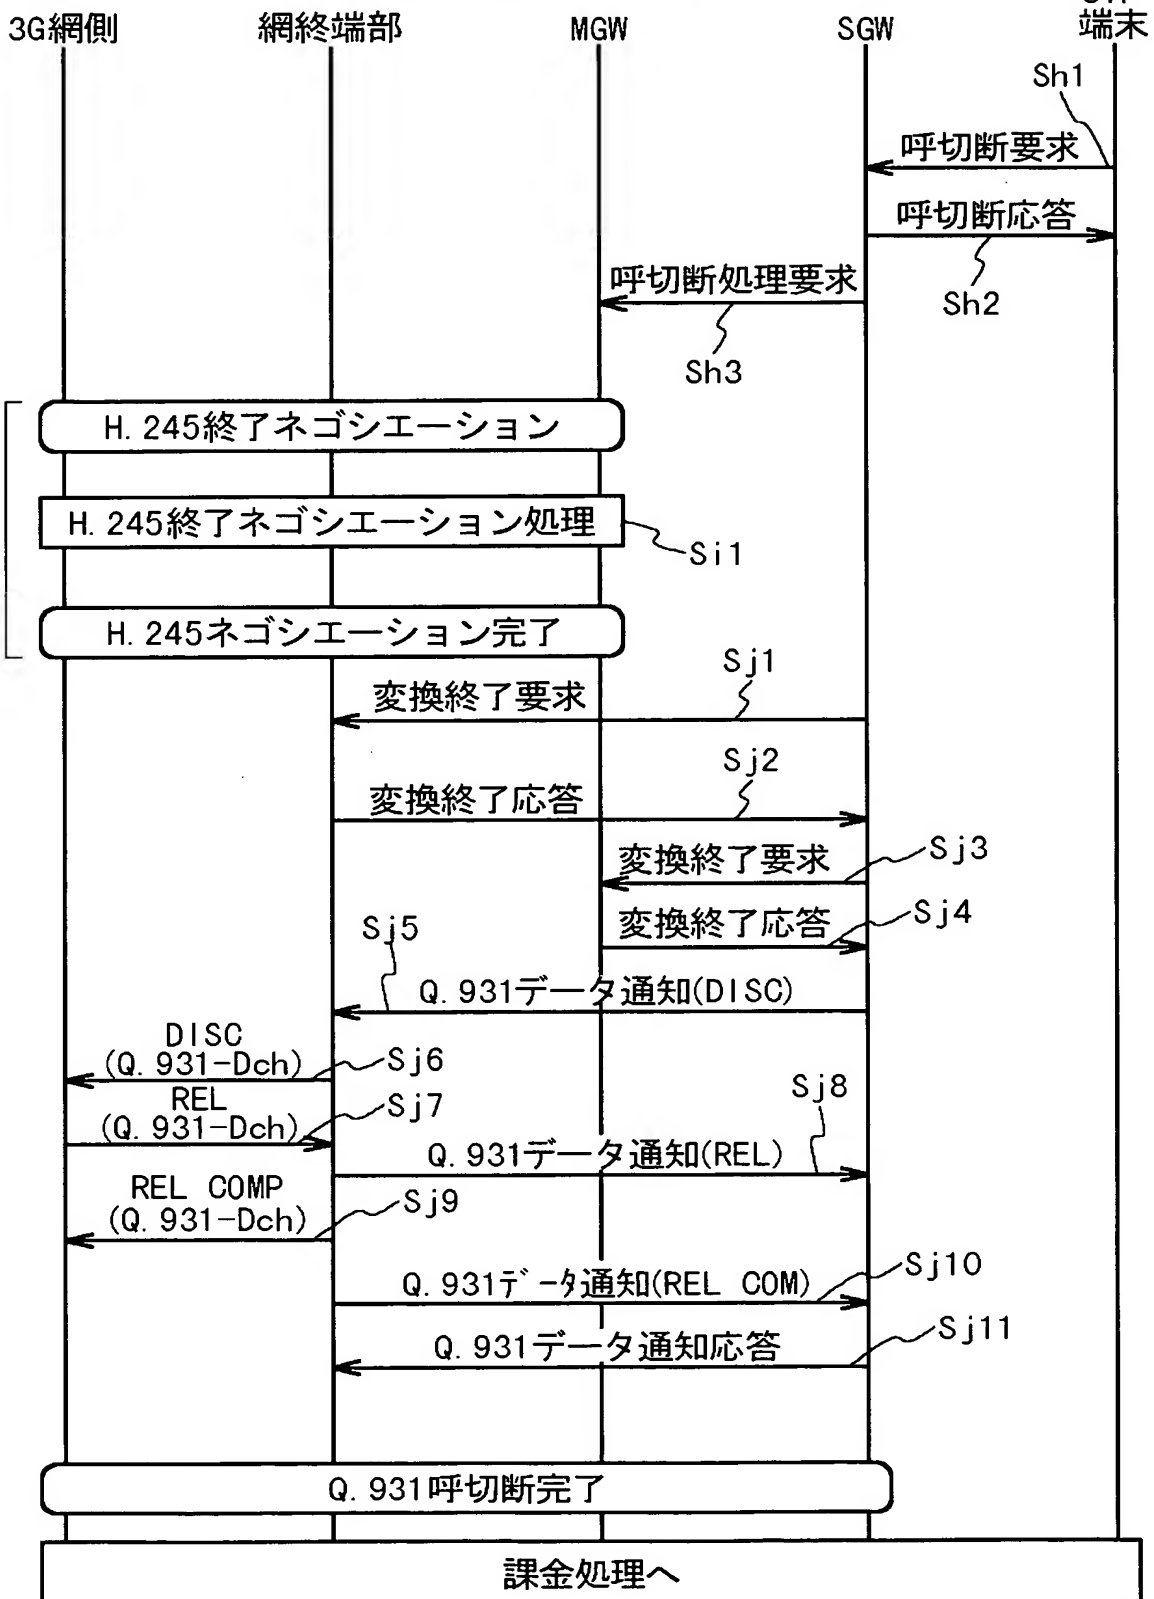 3G網側 網終端部 MGW SGW
端末
Sh1
呼切断要求
呼切断応答
Sh2
呼切断処理要求
Sh3
H.245終了ネゴシエーション
H.245終了ネゴシエーション処理
Si1
H.245ネゴシエーション完了
Sj1
変換終了要求
Sj2
変換終了応答
Sj3
変換終了要求
Sj4
変換終了応答
Sj5
Q.931データ通知(DISC)
DISC
(Q.931-Dch)
Sj6
REL
(Q.931-Dch)
Sj7
Sj8
Q.931データ通知(REL)
REL COMP
(Q.931-Dch)
Sj9
Q.931データ通知(REL COM)
Sj10
Q.931データ通知応答
Sj11
Q.931呼切断完了
課金処理へ